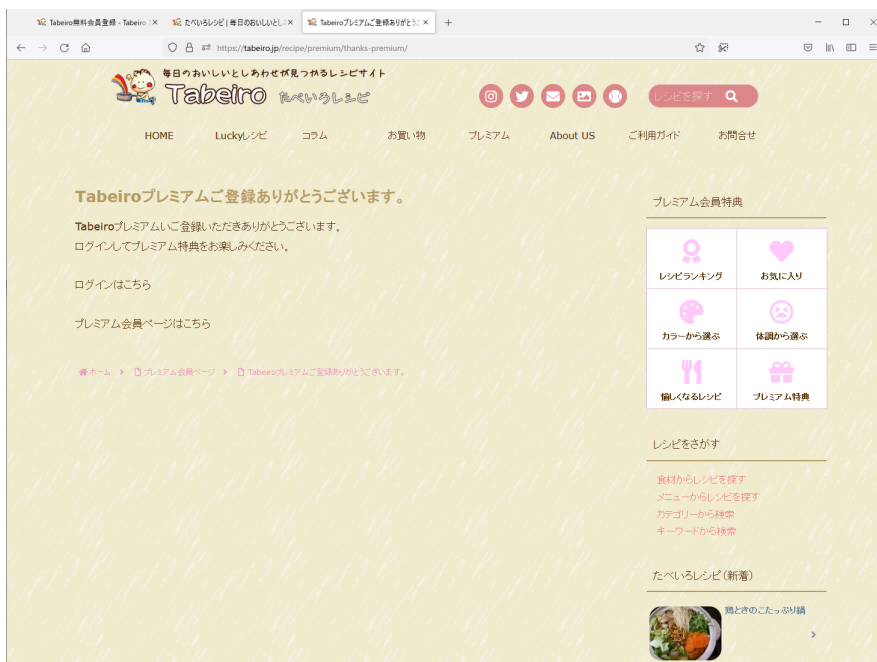 Tabeiro無料会員登録 - Tabeiro
たべいろレシピ | 毎日のおいしいとし
Tabeiroプレミアムご登録ありがとうご
https://tabeiro.jp/recipe/premium/thanks-premium/
毎日のおいしいとしあわせが見つかるレシピサイト
Tabeiro たべいろレシピ
レシピを探す
HOME Luckyレシピ コラム お買い物 プレミアム About US ご利用ガイド お問合せ
Tabeiroプレミアムご登録ありがとうございます。
Tabeiroプレミアムいご登録いただきありがとうございます。
ログインしてプレミアム特典をお楽しみください。
ログインはこちら
プレミアム会員ページはこちら
ホーム プレミアム会員ページ Tabeiroプレミアムご登録ありがとうございます。
プレミアム会員特典
レシピランキング お気に入り
カラーから選ぶ 体調から選ぶ
愉しくなるレシピ プレミアム特典
レシピをさがす
食材からレシピを探す
メニューからレシピを探す
カテゴリーから検索
キーワードから検索
たべいろレシピ(新着)
鶏ときのこたっぷり鍋